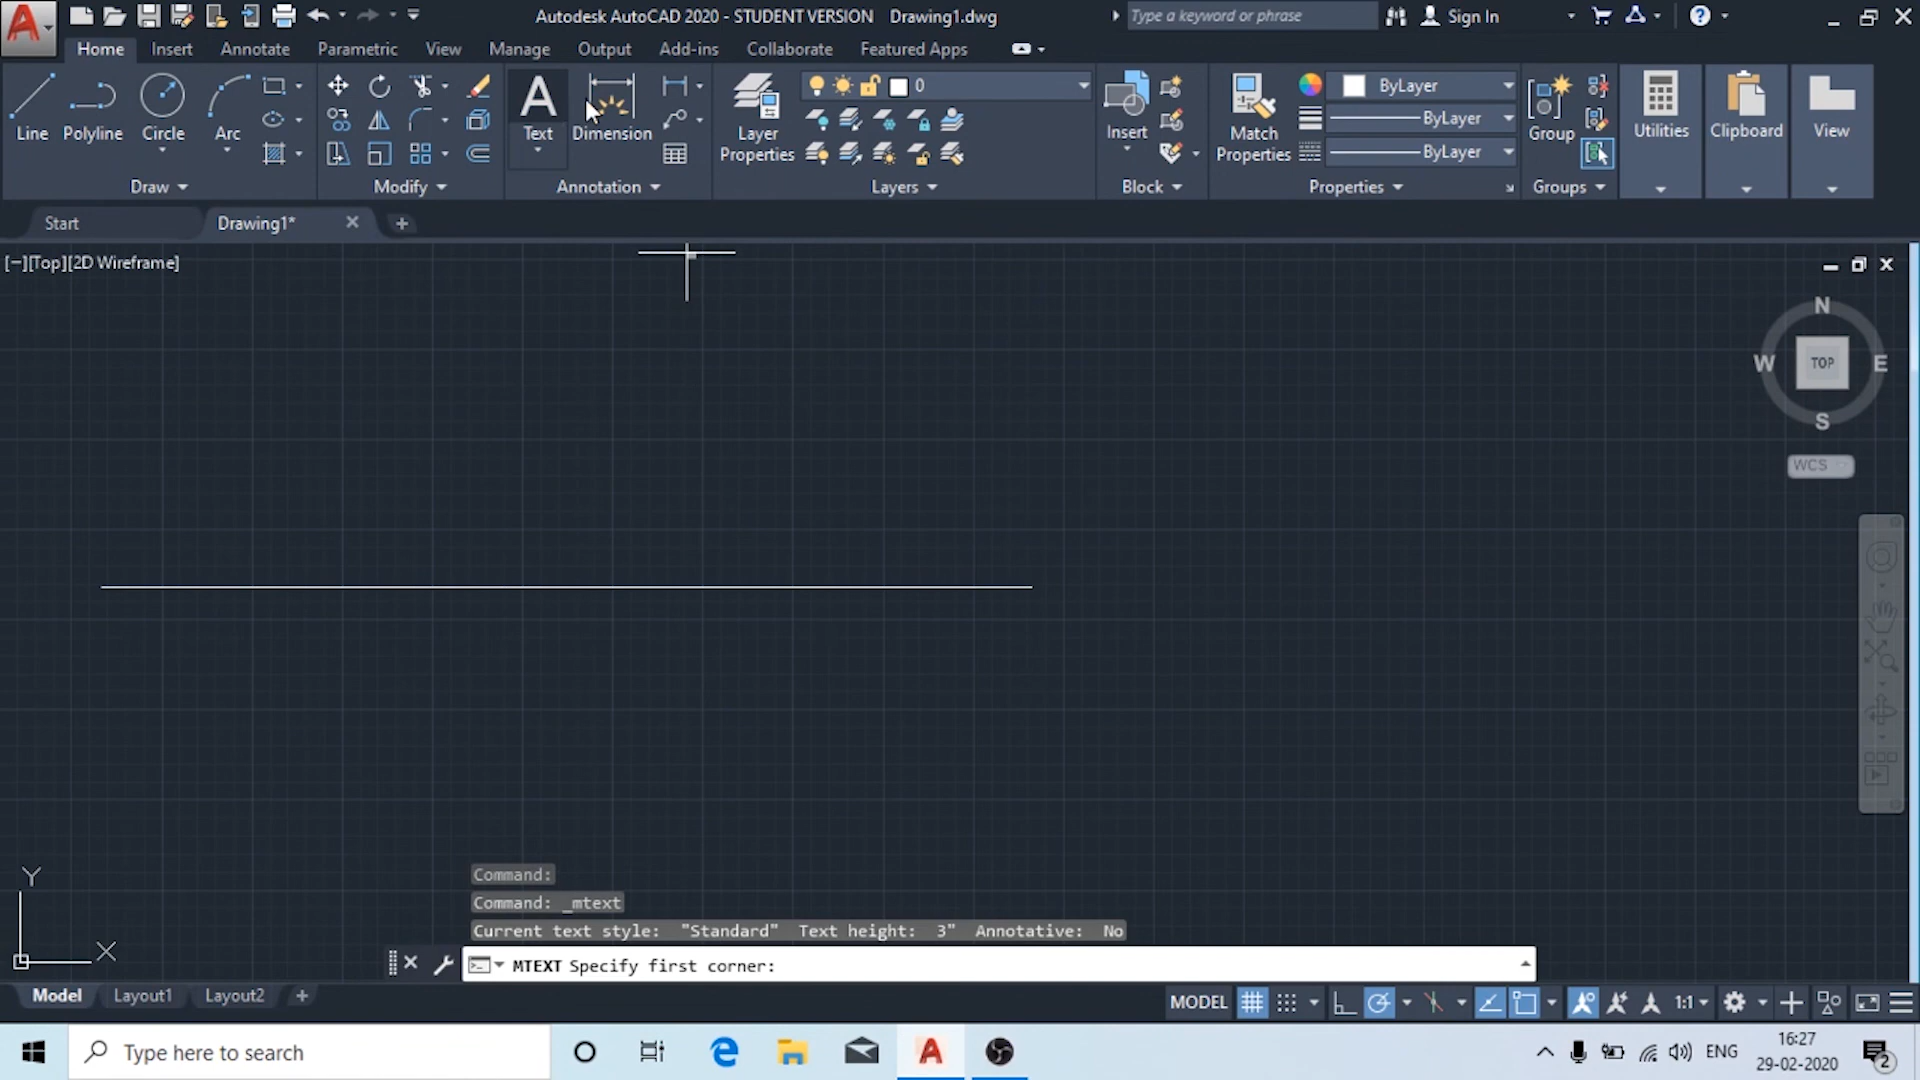 Autodesk AutoCAD 2020 - STUDENT VERSION Drawing1.dwg
Type a keyword or phrase
Sign In
Home Insert Annotate Parametric View Manage Output Add-ins Collaborate Featured Apps
Line Polyline Circle Arc
Text Dimension
Layer Properties
0
Insert
Match Properties
ByLayer
ByLayer
ByLayer
Group
Utilities
Clipboard
View
Draw Modify Annotation Layers Block Properties Groups
Start Drawing1*
[−][Top][2D Wireframe]
N
W TOP E
S
WCS
Y
X
Command:
Command: _mtext
Current text style: "Standard" Text height: 3" Annotative: No
MTEXT Specify first corner:
Model Layout1 Layout2
MODEL
1:1
Type here to search
ENG
16:27
29-02-2020
2